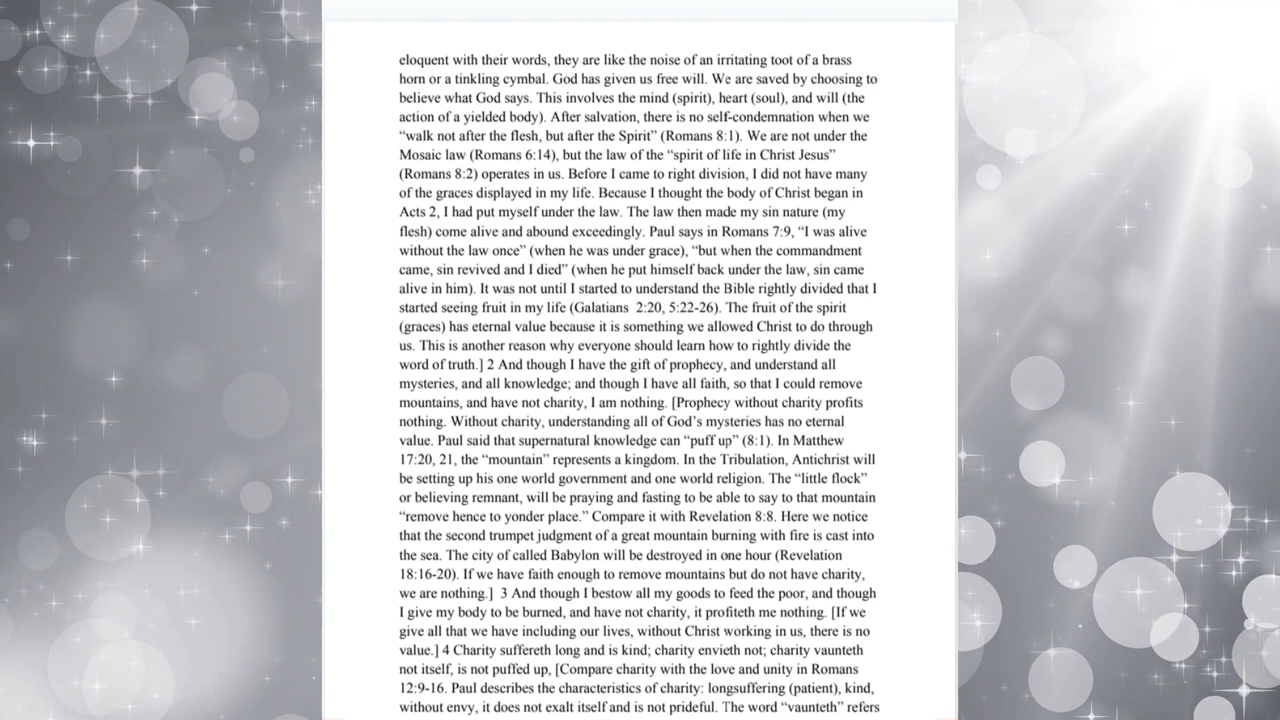 eloquent with their words, they are like the noise of an irritating toot of a brass
horn or a tinkling cymbal. God has given us free will. We are saved by choosing to
believe what God says. This involves the mind (spirit), heart (soul), and will (the
action of a yielded body). After salvation, there is no self-condemnation when we
“walk not after the flesh, but after the Spirit” (Romans 8:1). We are not under the
Mosaic law (Romans 6:14), but the law of the “spirit of life in Christ Jesus”
(Romans 8:2) operates in us. Before I came to right division, I did not have many
of the graces displayed in my life. Because I thought the body of Christ began in
Acts 2, I had put myself under the law. The law then made my sin nature (my
flesh) come alive and abound exceedingly. Paul says in Romans 7:9, “I was alive
without the law once” (when he was under grace), “but when the commandment
came, sin revived and I died” (when he put himself back under the law, sin came
alive in him). It was not until I started to understand the Bible rightly divided that I
started seeing fruit in my life (Galatians  2:20, 5:22-26). The fruit of the spirit
(graces) has eternal value because it is something we allowed Christ to do through
us. This is another reason why everyone should learn how to rightly divide the
word of truth.] 2 And though I have the gift of prophecy, and understand all
mysteries, and all knowledge; and though I have all faith, so that I could remove
mountains, and have not charity, I am nothing. [Prophecy without charity profits
nothing. Without charity, understanding all of God’s mysteries has no eternal
value. Paul said that supernatural knowledge can “puff up” (8:1). In Matthew
17:20, 21, the “mountain” represents a kingdom. In the Tribulation, Antichrist will
be setting up his one world government and one world religion. The “little flock”
or believing remnant, will be praying and fasting to be able to say to that mountain
“remove hence to yonder place.” Compare it with Revelation 8:8. Here we notice
that the second trumpet judgment of a great mountain burning with fire is cast into
the sea. The city of called Babylon will be destroyed in one hour (Revelation
18:16-20). If we have faith enough to remove mountains but do not have charity,
we are nothing.]  3 And though I bestow all my goods to feed the poor, and though
I give my body to be burned, and have not charity, it profiteth me nothing. [If we
give all that we have including our lives, without Christ working in us, there is no
value.] 4 Charity suffereth long and is kind; charity envieth not; charity vaunteth
not itself, is not puffed up, [Compare charity with the love and unity in Romans
12:9-16. Paul describes the characteristics of charity: longsuffering (patient), kind,
without envy, it does not exalt itself and is not prideful. The word “vaunteth” refers